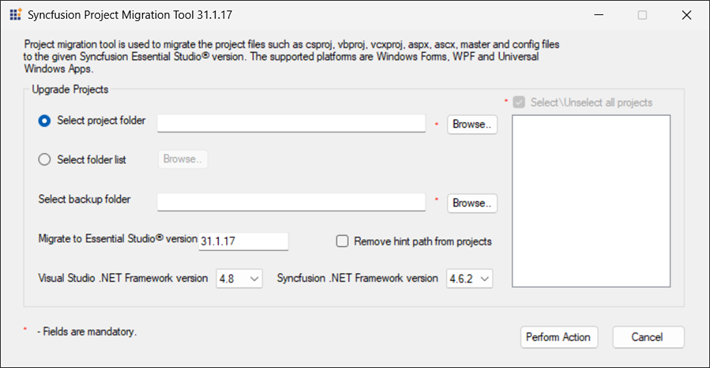 Syncfusion Project Migration Tool 31.1.17
Project migration tool is used to migrate the project files such as csproj, vbproj, vcxproj, aspx, ascx, master and config files
to the given Syncfusion Essential Studio® version. The supported platforms are Windows Forms, WPF and Universal
Windows Apps.
Upgrade Projects
* Select\Unselect all projects
Select project folder * Browse..
Select folder list Browse..
Select backup folder * Browse..
Migrate to Essential Studio® version 31.1.17 Remove hint path from projects
Visual Studio .NET Framework version 4.8 Syncfusion .NET Framework version 4.6.2
* - Fields are mandatory.
Perform Action Cancel